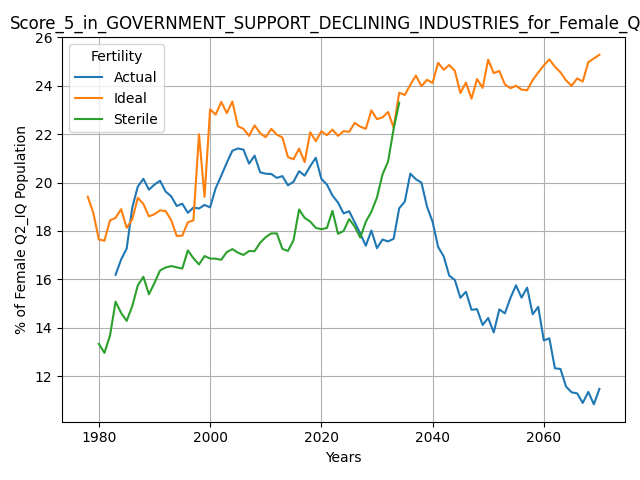 Score_5_in_GOVERNMENT_SUPPORT_DECLINING_INDUSTRIES_for_Female_Q
26
24
22
20
18
16
14
12
% of Female Q2_IQ Population
Fertility
Actual
Ideal
Sterile
1980
2000
2020
2040
2060
Years